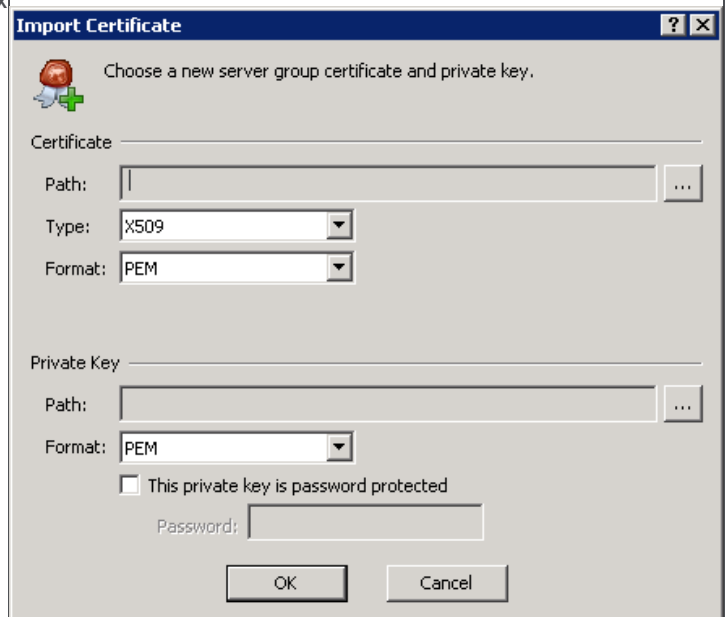 Import Certificate
Choose a new server group certificate and private key.
Certificate
Path: ...
Type: X509
Format: PEM
Private Key
Path: ...
Format: PEM
This private key is password protected
Password:
OK Cancel